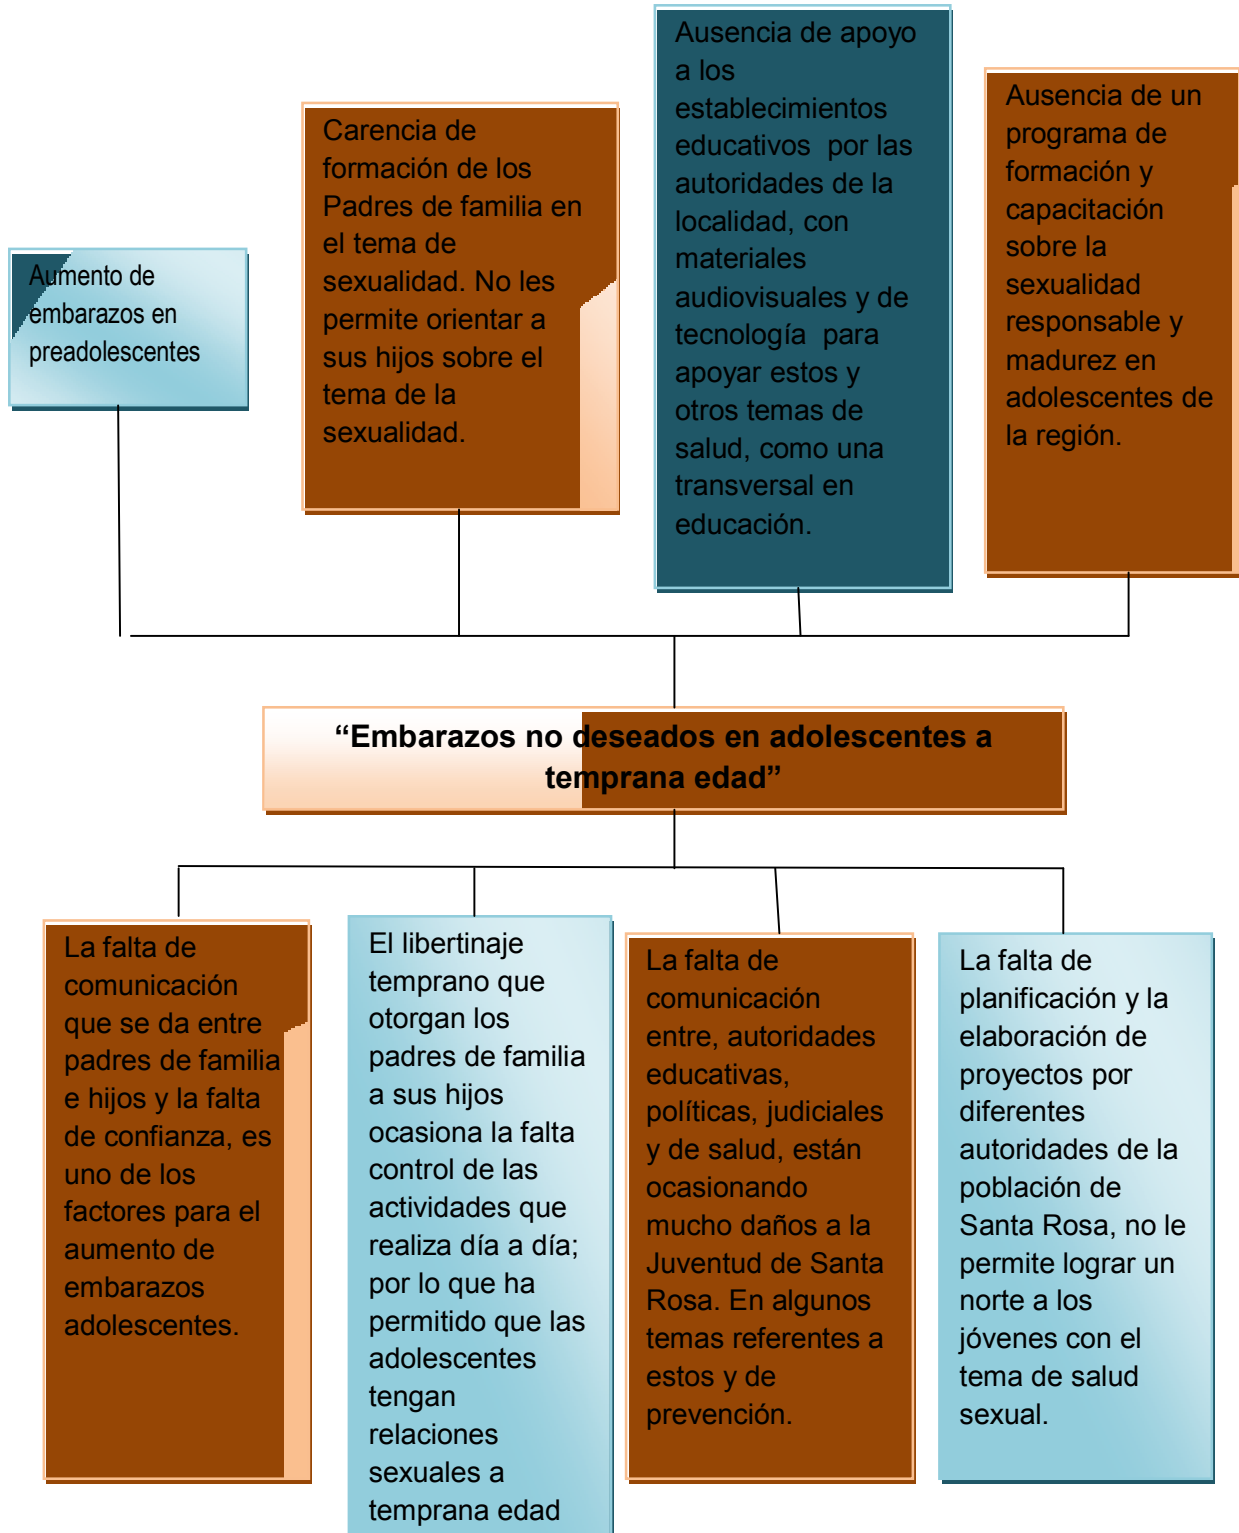 Aumento de
embarazos en
preadolescentes
Carencia de
formación de los
Padres de familia en
el tema de
sexualidad. No les
permite orientar a
sus hijos sobre el
tema de la
sexualidad.
Ausencia de apoyo
a los
establecimientos
educativos  por las
autoridades de la
localidad, con
materiales
audiovisuales y de
tecnología  para
apoyar estos y
otros temas de
salud, como una
transversal en
educación.
Ausencia de un
programa de
formación y
capacitación
sobre la
sexualidad
responsable y
madurez en
adolescentes de
la región.
“Embarazos no deseados en adolescentes a
temprana edad”
La falta de
comunicación
que se da entre
padres de familia
e hijos y la falta
de confianza, es
uno de los
factores para el
aumento de
embarazos
adolescentes.
El libertinaje
temprano que
otorgan los
padres de familia
a sus hijos
ocasiona la falta
control de las
actividades que
realiza día a día;
por lo que ha
permitido que las
adolescentes
tengan
relaciones
sexuales a
temprana edad
La falta de
comunicación
entre, autoridades
educativas,
políticas, judiciales
y de salud, están
ocasionando
mucho daños a la
Juventud de Santa
Rosa. En algunos
temas referentes a
estos y de
prevención.
La falta de
planificación y la
elaboración de
proyectos por
diferentes
autoridades de la
población de
Santa Rosa, no le
permite lograr un
norte a los
jóvenes con el
tema de salud
sexual.